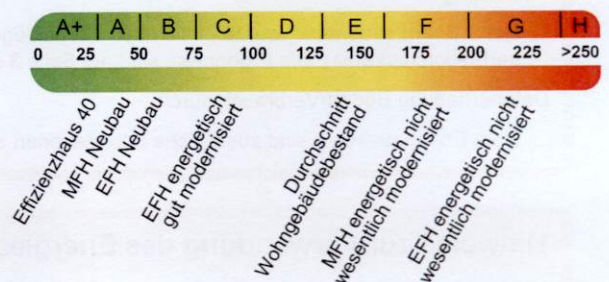 A+ A B C D E F G H
0 25 50 75 100 125 150 175 200 225 >250
Effizienzhaus 40
MFH Neubau
EFH Neubau
EFH energetisch
gut modernisiert
Durchschnitt
Wohngebäudebestand
MFH energetisch nicht
wesentlich modernisiert
EFH energetisch nicht
wesentlich modernisiert